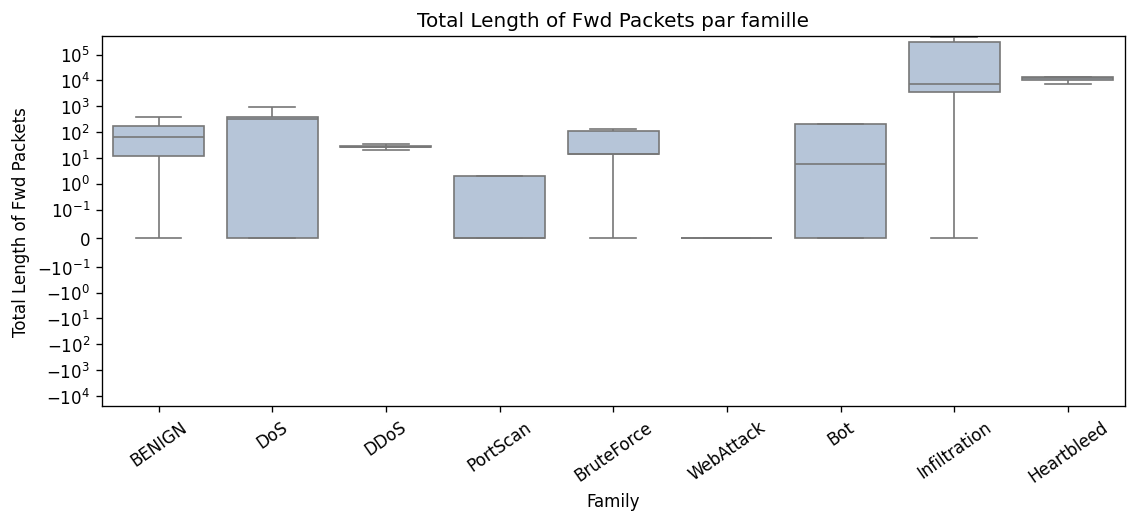 Total Length of Fwd Packets par famille
Total Length of Fwd Packets
10⁵
10⁴
10³
10²
10¹
10⁰
10⁻¹
0
−10⁻¹
−10⁰
−10¹
−10²
−10³
−10⁴
BENIGN
DoS
DDoS
PortScan
BruteForce
WebAttack
Bot
Infiltration
Heartbleed
Family